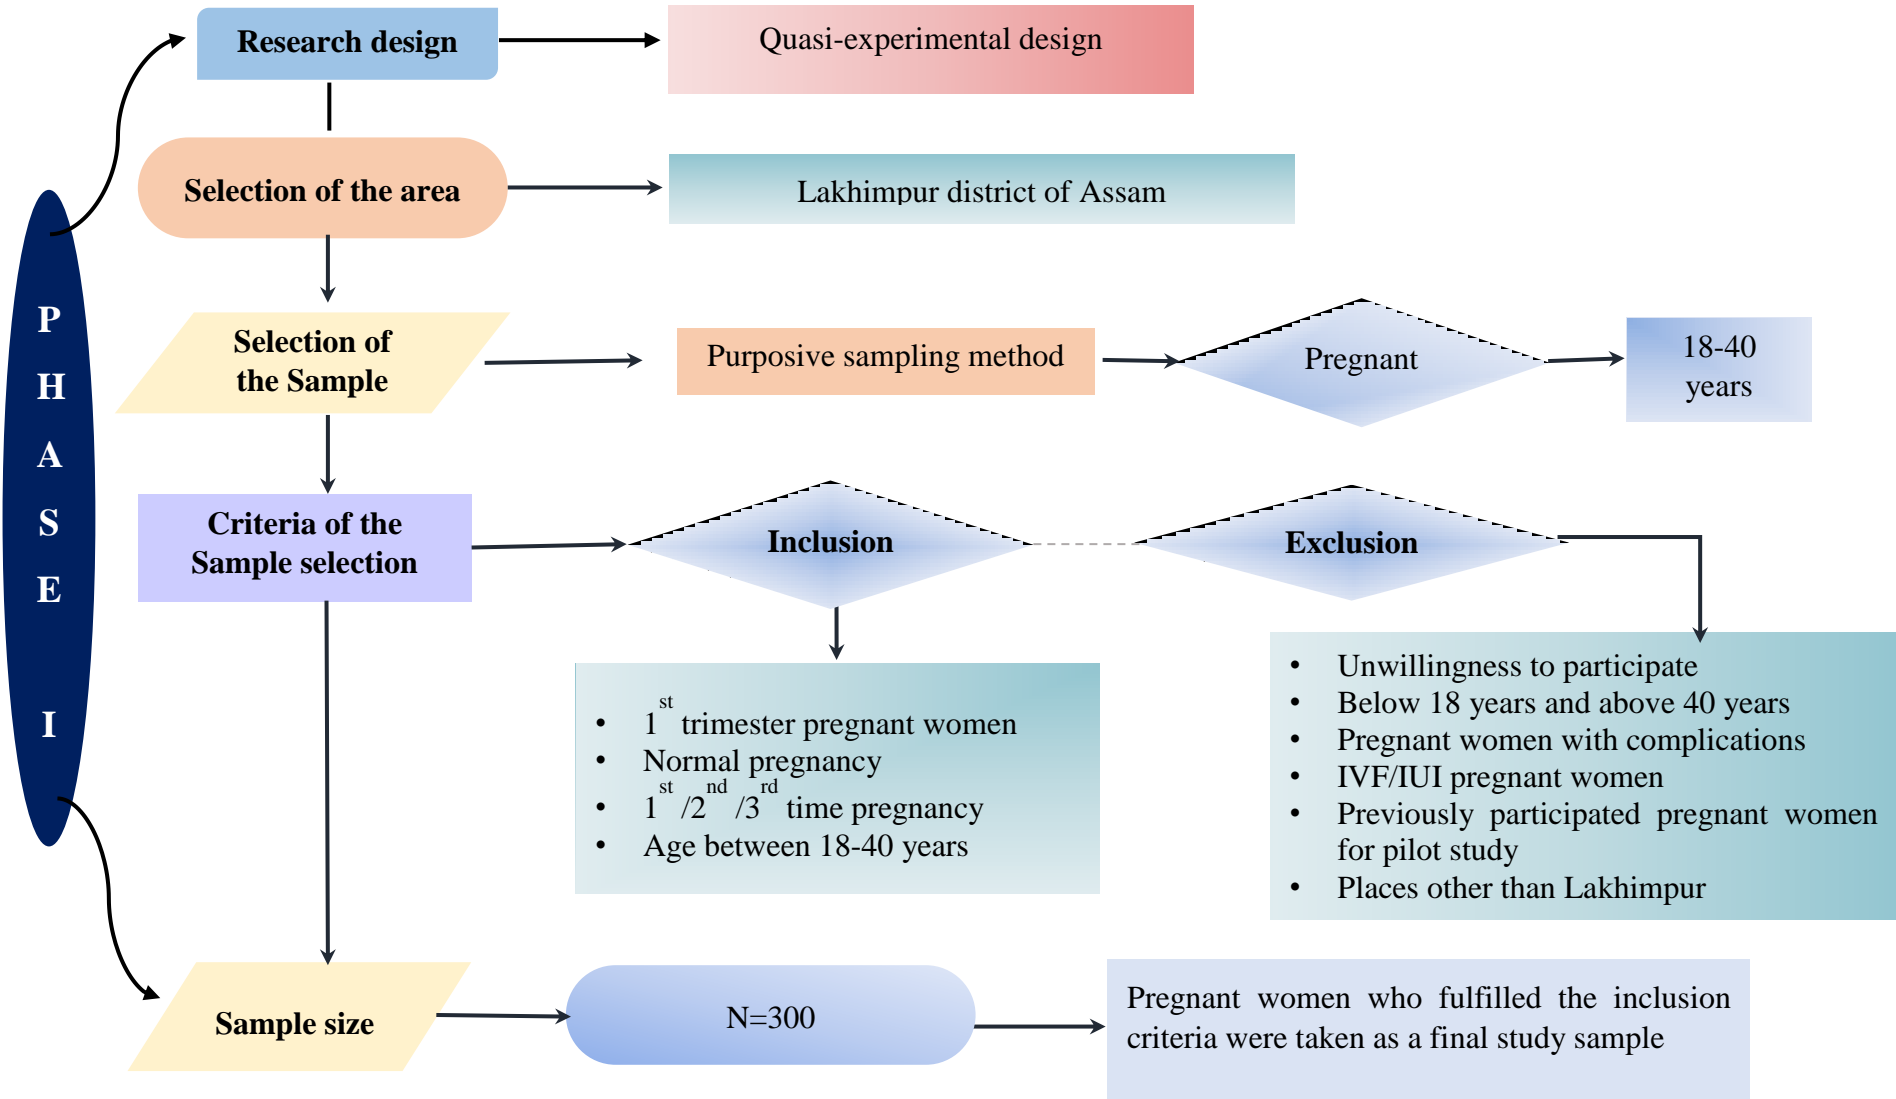 PHASE I
Research design
Quasi-experimental design
Selection of the area
Lakhimpur district of Assam
Selection of
the Sample
Purposive sampling method
Pregnant
18-40
years
Criteria of the
Sample selection
Inclusion
Exclusion
• 1st trimester pregnant women
• Normal pregnancy
• 1st /2nd /3rd time pregnancy
• Age between 18-40 years
• Unwillingness to participate
• Below 18 years and above 40 years
• Pregnant women with complications
• IVF/IUI pregnant women
• Previously participated pregnant women
for pilot study
• Places other than Lakhimpur
Sample size
N=300
Pregnant women who fulfilled the inclusion
criteria were taken as a final study sample